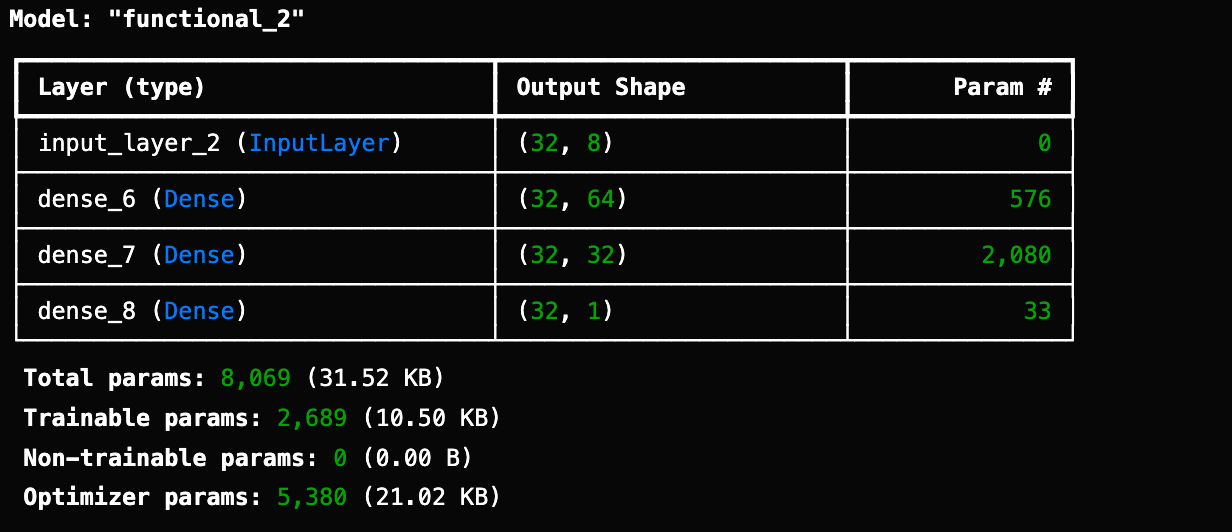 Model: "functional_2"
Layer (type) Output Shape Param #
input_layer_2 (InputLayer) (32, 8) 0
dense_6 (Dense) (32, 64) 576
dense_7 (Dense) (32, 32) 2,080
dense_8 (Dense) (32, 1) 33
Total params: 8,069 (31.52 KB)
Trainable params: 2,689 (10.50 KB)
Non-trainable params: 0 (0.00 B)
Optimizer params: 5,380 (21.02 KB)